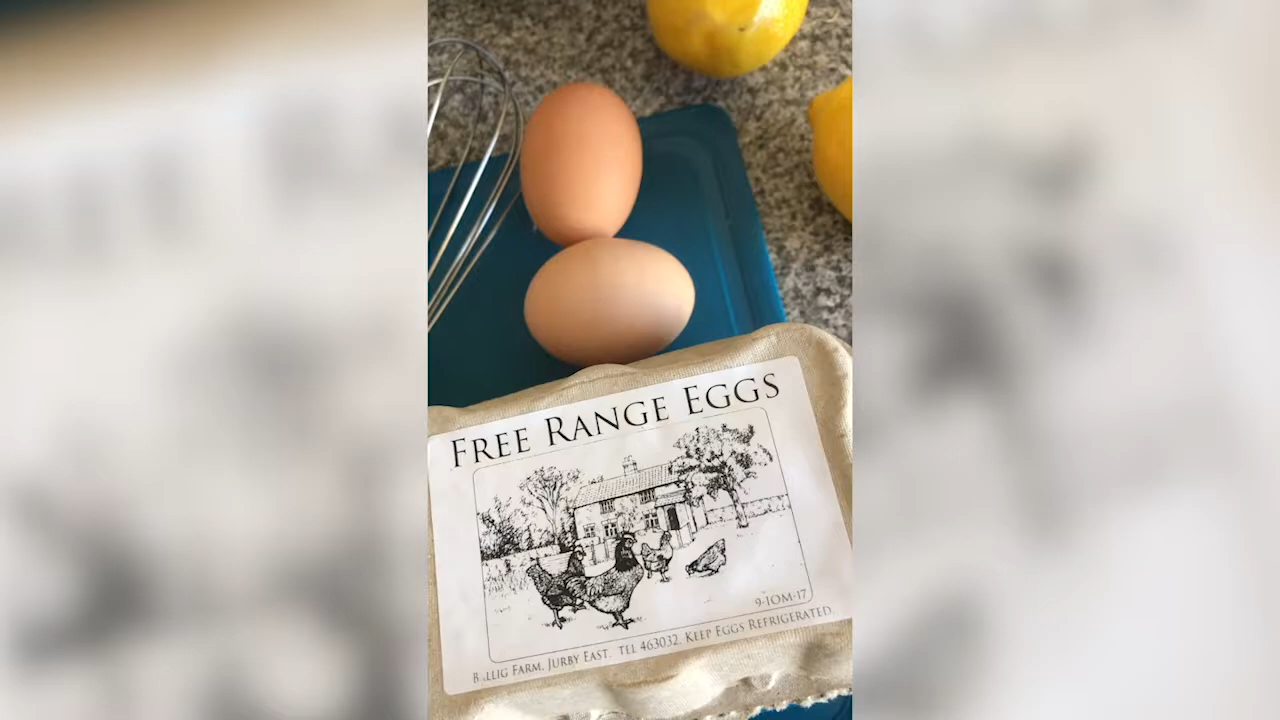 FREE RANGE EGGS
9-IOM-17
FARM, JURBY EAST. TEL 463032. KEEP EGGS REFRIGERATED.